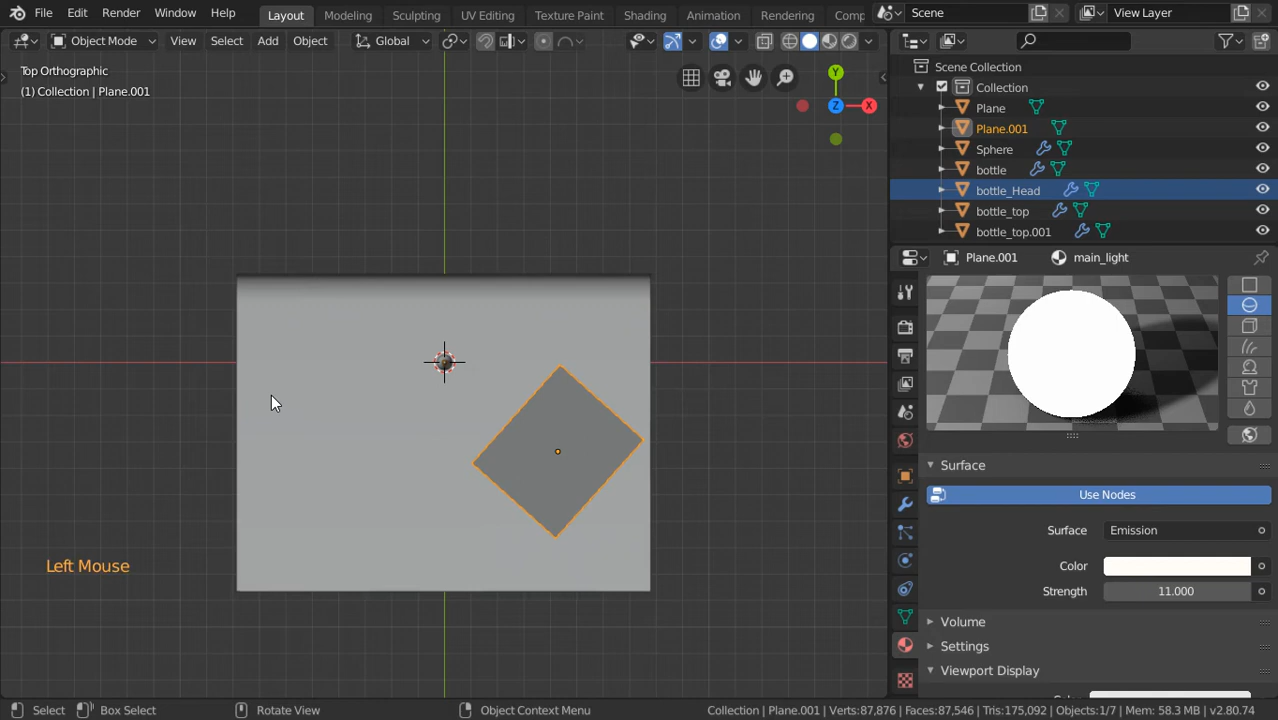 File Edit Render Window Help Layout Modeling Sculpting UV Editing Texture Paint Shading Animation Rendering Comp Scene View Layer
Object Mode View Select Add Object Global
Top Orthographic
(1) Collection | Plane.001
Y
Z
X
Scene Collection
Collection
Plane
Plane.001
Sphere
bottle
bottle_Head
bottle_top
bottle_top.001
Plane.001 main_light
Surface
Use Nodes
Surface Emission
Color
Strength 11.000
Volume
Settings
Viewport Display
Left Mouse
Select Box Select Rotate View Object Context Menu Collection | Plane.001 | Verts:87,876 | Faces:87,546 | Tris:175,092 | Objects:1/7 | Mem: 58.3 MB | v2.80.74